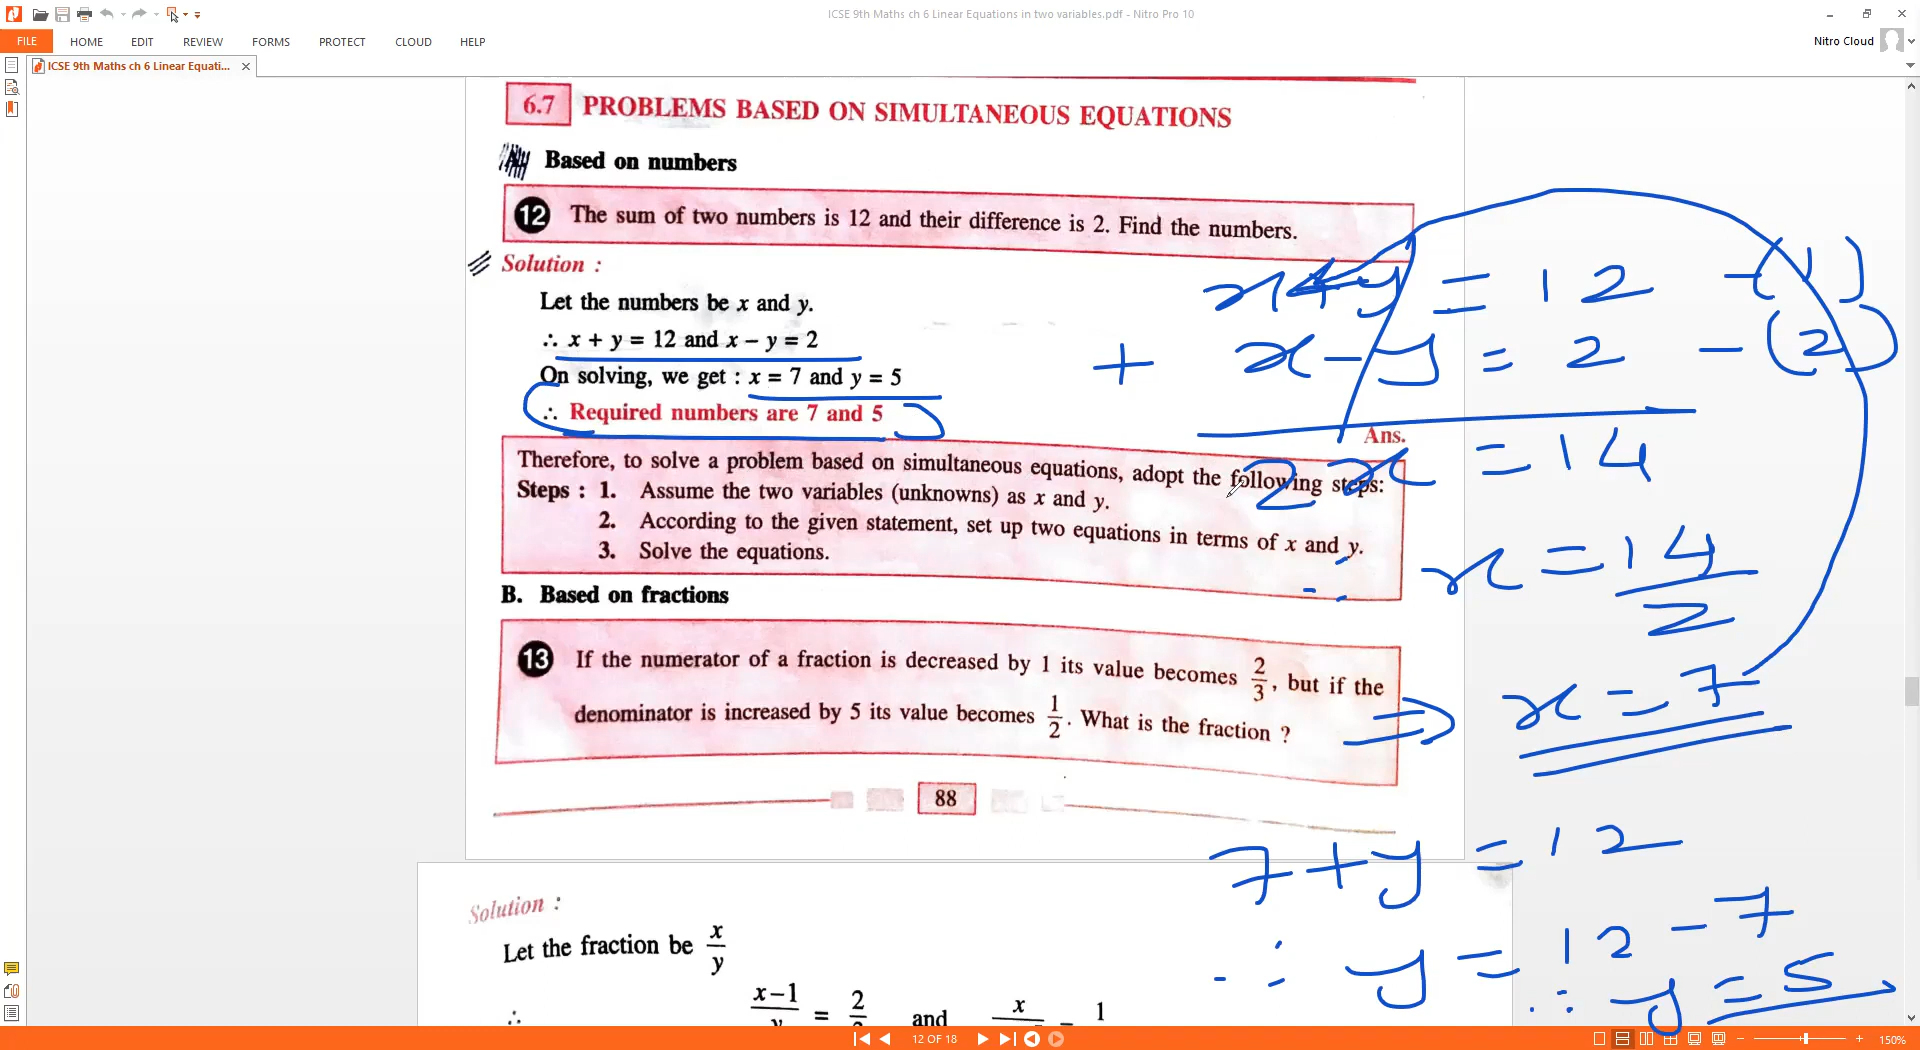 ICSE 9th Maths ch 6 Linear Equations in two variables.pdf - Nitro Pro 10
FILE HOME EDIT REVIEW FORMS PROTECT CLOUD HELP
Nitro Cloud
ICSE 9th Maths ch 6 Linear Equati...
6.7 PROBLEMS BASED ON SIMULTANEOUS EQUATIONS
Based on numbers
12 The sum of two numbers is 12 and their difference is 2. Find the numbers.
Solution :
Let the numbers be x and y.
∴ x + y = 12 and x − y = 2
On solving, we get : x = 7 and y = 5
∴ Required numbers are 7 and 5
Ans.
Therefore, to solve a problem based on simultaneous equations, adopt the following steps:
Steps : 1. Assume the two variables (unknowns) as x and y.
2. According to the given statement, set up two equations in terms of x and y.
3. Solve the equations.
B. Based on fractions
13 If the numerator of a fraction is decreased by 1 its value becomes 2/3, but if the
denominator is increased by 5 its value becomes 1/2. What is the fraction ?
88
Solution :
Let the fraction be x/y
∴ x−1/y = 2/3 and x = 1
x+y = 12 - (1)
+ x-y = 2 - (2)
2x = 14
∴ x = 14/2
⇒ x = 7
7+y = 12
∴ y = 12 - 7
∴ y = 5
12 OF 18
150%